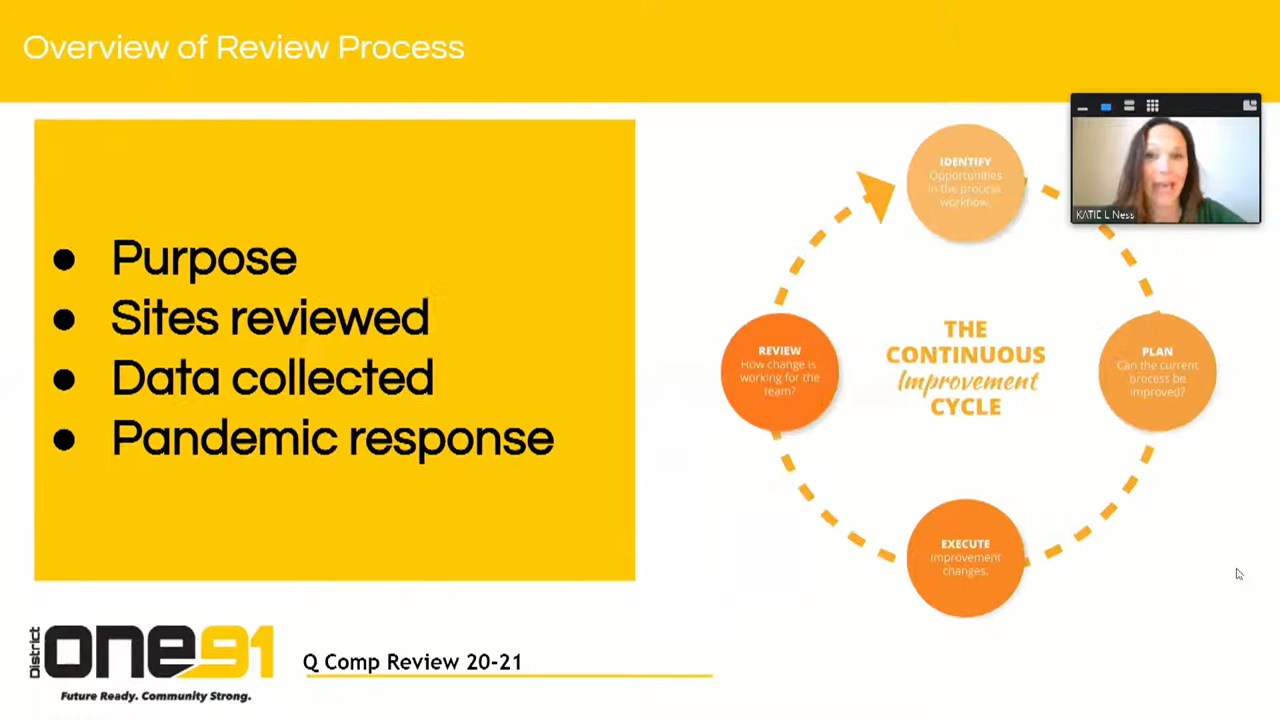 Overview of Review Process
● Purpose
● Sites reviewed
● Data collected
● Pandemic response
IDENTIFY
Opportunities
in the process
workflow.
KATIE L Ness
THE
CONTINUOUS
Improvement
CYCLE
REVIEW
How change is
working for the
team?
PLAN
Can the current
process be
improved?
EXECUTE
improvement
changes.
District
one91
Future Ready. Community Strong.
Q Comp Review 20-21